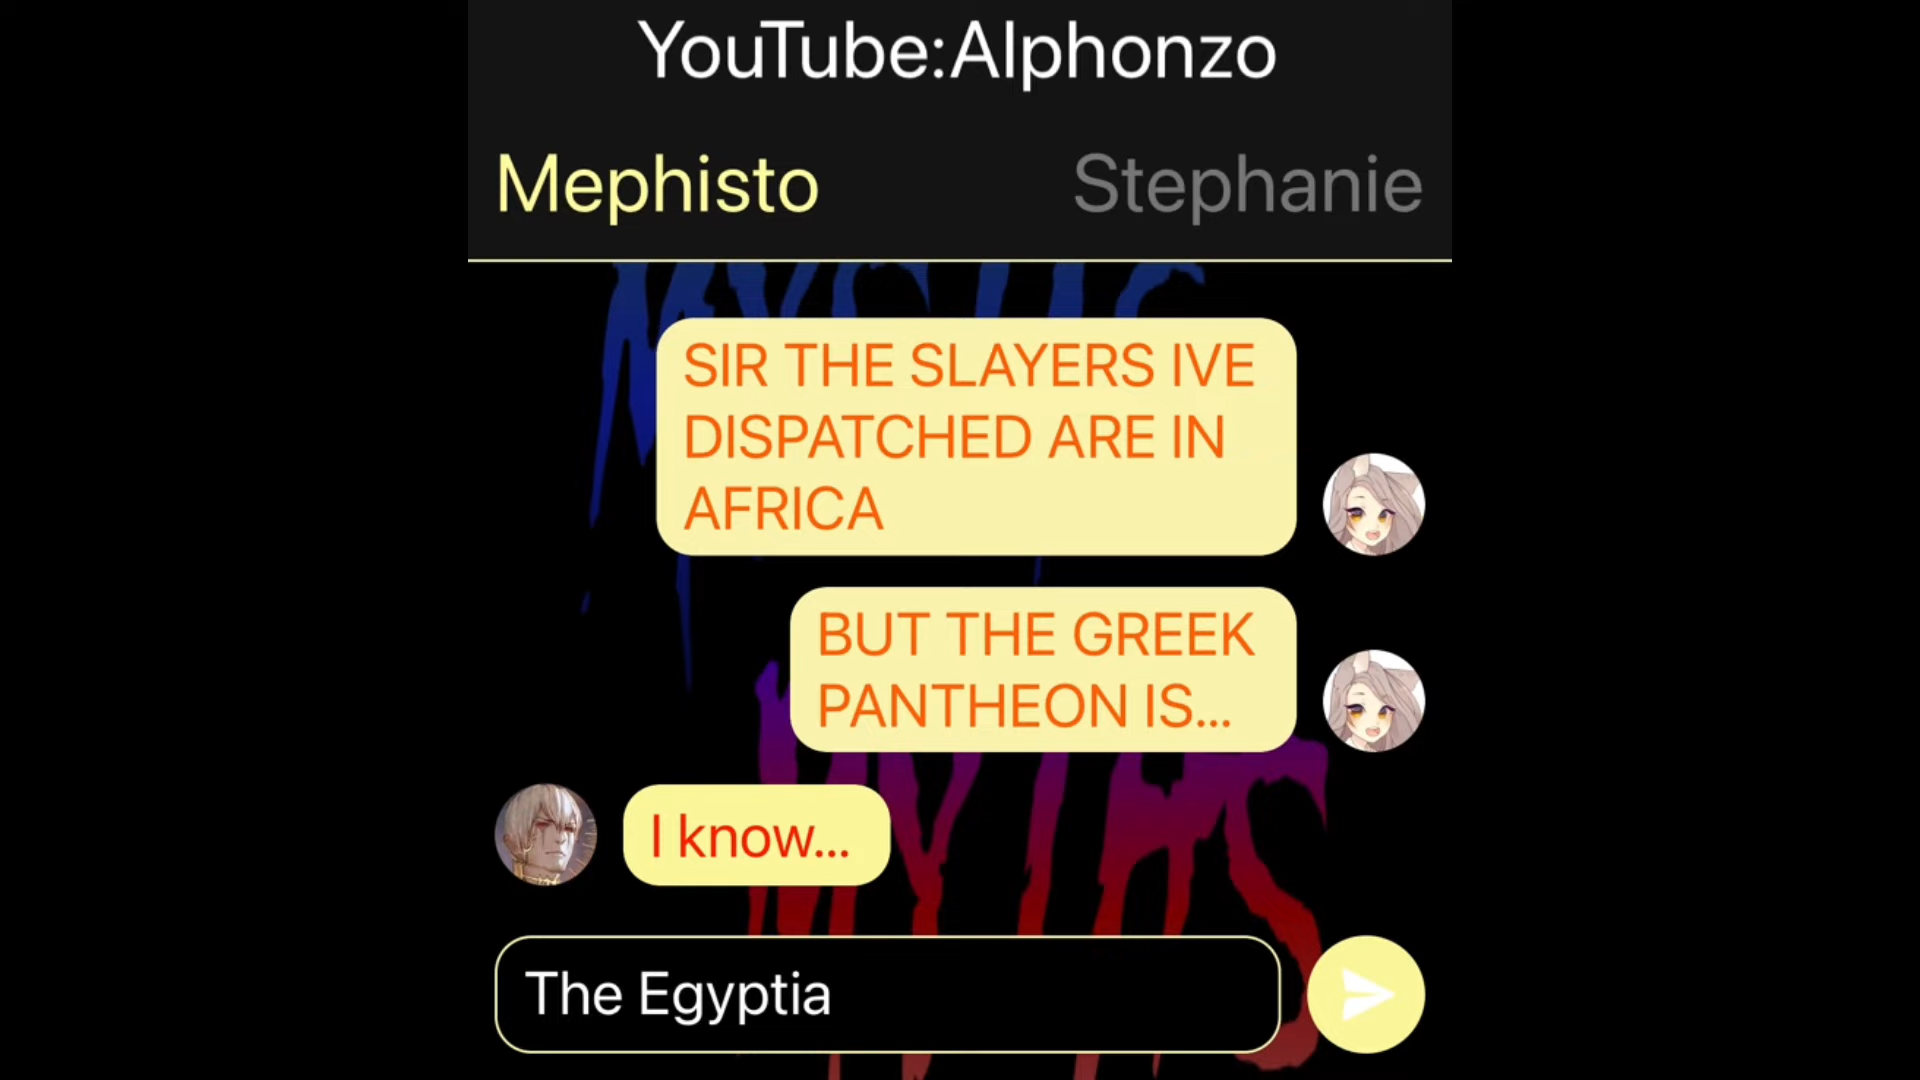 YouTube:Alphonzo
Mephisto
Stephanie
SIR THE SLAYERS IVE
DISPATCHED ARE IN
AFRICA
BUT THE GREEK
PANTHEON IS...
I know...
The Egyptia